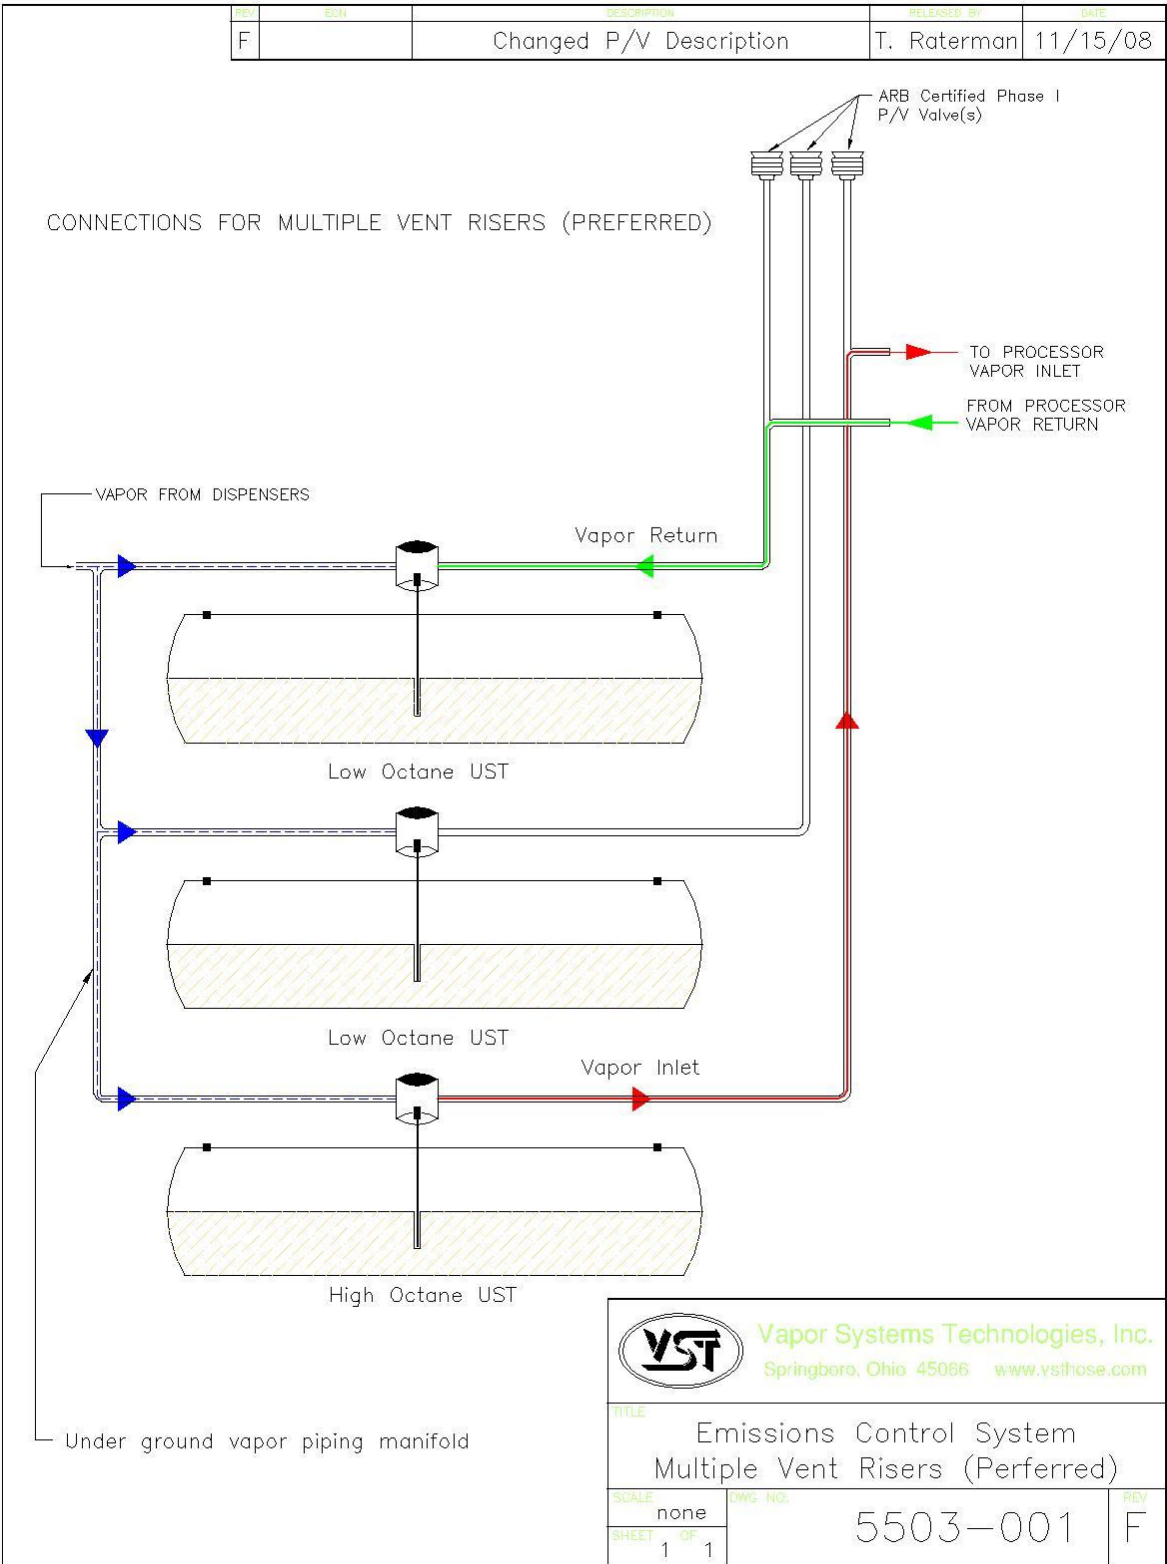 REV ECN DESCRIPTION RELEASED BY DATE
F Changed P/V Description T. Raterman 11/15/08
ARB Certified Phase I
P/V Valve(s)
CONNECTIONS FOR MULTIPLE VENT RISERS (PREFERRED)
TO PROCESSOR
VAPOR INLET
FROM PROCESSOR
VAPOR RETURN
VAPOR FROM DISPENSERS
Vapor Return
Low Octane UST
Low Octane UST
Vapor Inlet
High Octane UST
Under ground vapor piping manifold
VST
Vapor Systems Technologies, Inc.
Springboro, Ohio 45066 www.vsthose.com
TITLE
Emissions Control System
Multiple Vent Risers (Perferred)
SCALE none
DWG NO. 5503-001
REV F
SHEET 1 OF 1